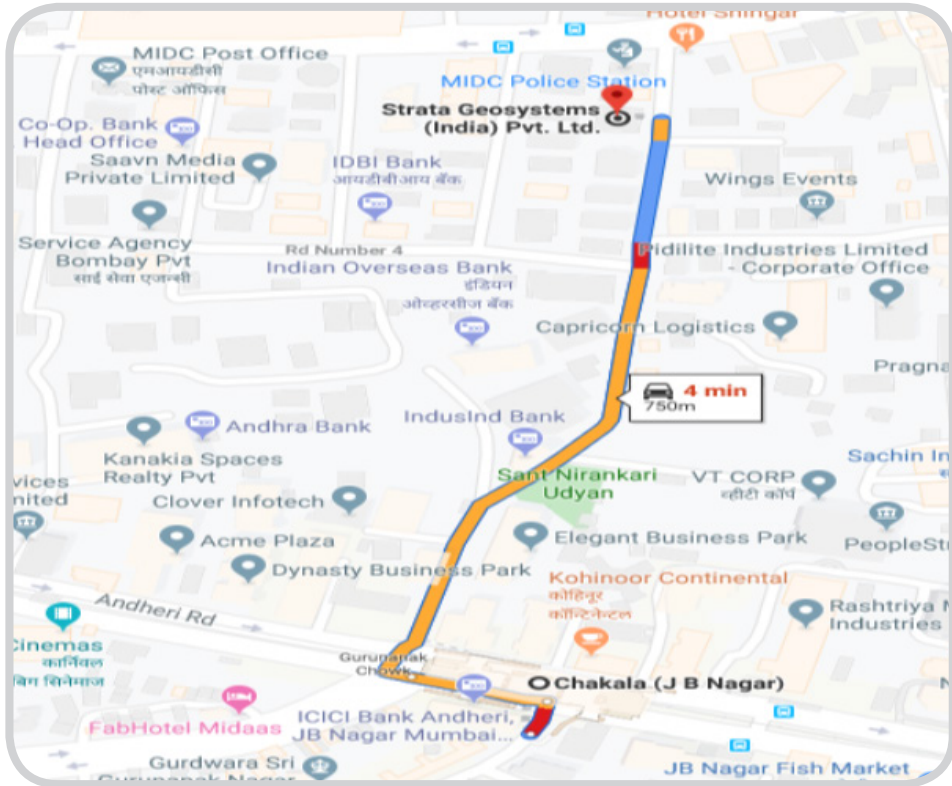 Hotel Shingar
MIDC Post Office
एमआयडीसी
पोस्ट ऑफिस
MIDC Police Station
Strata Geosystems
(India) Pvt. Ltd.
Co-Op. Bank
Head Office
Saavn Media
Private Limited
IDBI Bank
आयडीबीआय बँक
Wings Events
Service Agency
Bombay Pvt
साई सेवा एजन्सी
Rd Number 4
Indian Overseas Bank
इंडियन
ओव्हरसीज बँक
Pidilite Industries Limited
- Corporate Office
Capricorn Logistics
Pragna
4 min
750m
IndusInd Bank
Andhra Bank
Kanakia Spaces
Realty Pvt
Sant Nirankari
Udyan
VT CORP
व्हीटी कॉर्प
Sachin In
vices
nited
Clover Infotech
Acme Plaza
Elegant Business Park
PeopleSt
Dynasty Business Park
Kohinoor Continental
कोहिनूर
कॉन्टिनेन्टल
Andheri Rd
Rashtriya
Industries
Cinemas
कार्निवल
बिग सिनेमाज
Gurunanak
Chowk
Chakala (J B Nagar)
FabHotel Midaas
ICICI Bank Andheri,
JB Nagar Mumbai...
Gurdwara Sri
Gurunanak Nagar
JB Nagar Fish Market